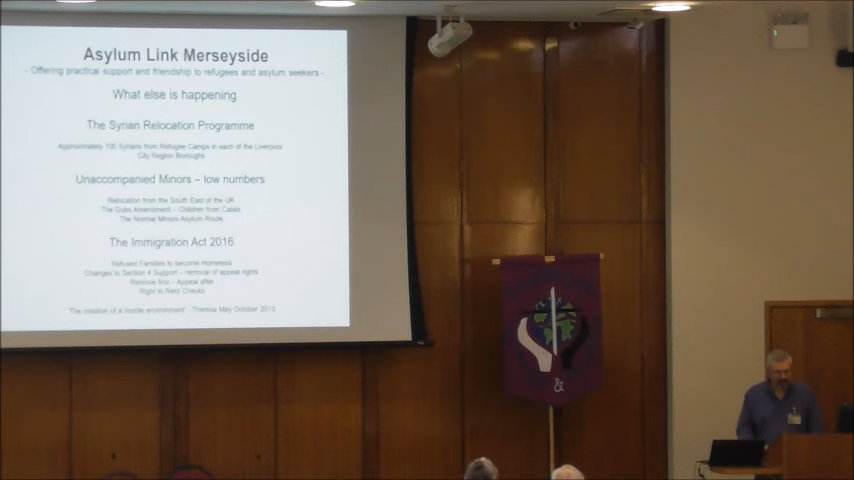 Asylum Link Merseyside
- Offering practical support and friendship to refugees and asylum seekers -
What else is happening
The Syrian Relocation Programme
Approximately 100 Syrians from Refugee Camps in each of the Liverpool
City Region Boroughs
Unaccompanied Minors – low numbers
Relocation from the South East of the UK
The Dubs Amendment – Children from Calais
The Normal Minors Asylum Route
The Immigration Act 2016
Refused Families to become Homeless
Changes to Section 4 Support – removal of appeal rights
Remove first – Appeal after
Right to Rent Checks
"The creation of a hostile environment" Theresa May October 2013
&